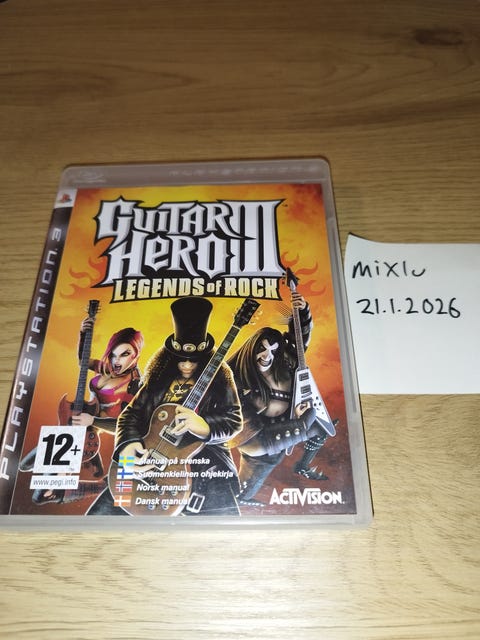 PLAYSTATION 3
GUITAR
HERO III
LEGENDS OF ROCK
12+
www.pegi.info
Manual på svenska
Suomenkielinen ohjekirja
Norsk manual
Dansk manual
ACTIVISION
Mixlu
21.1.2026